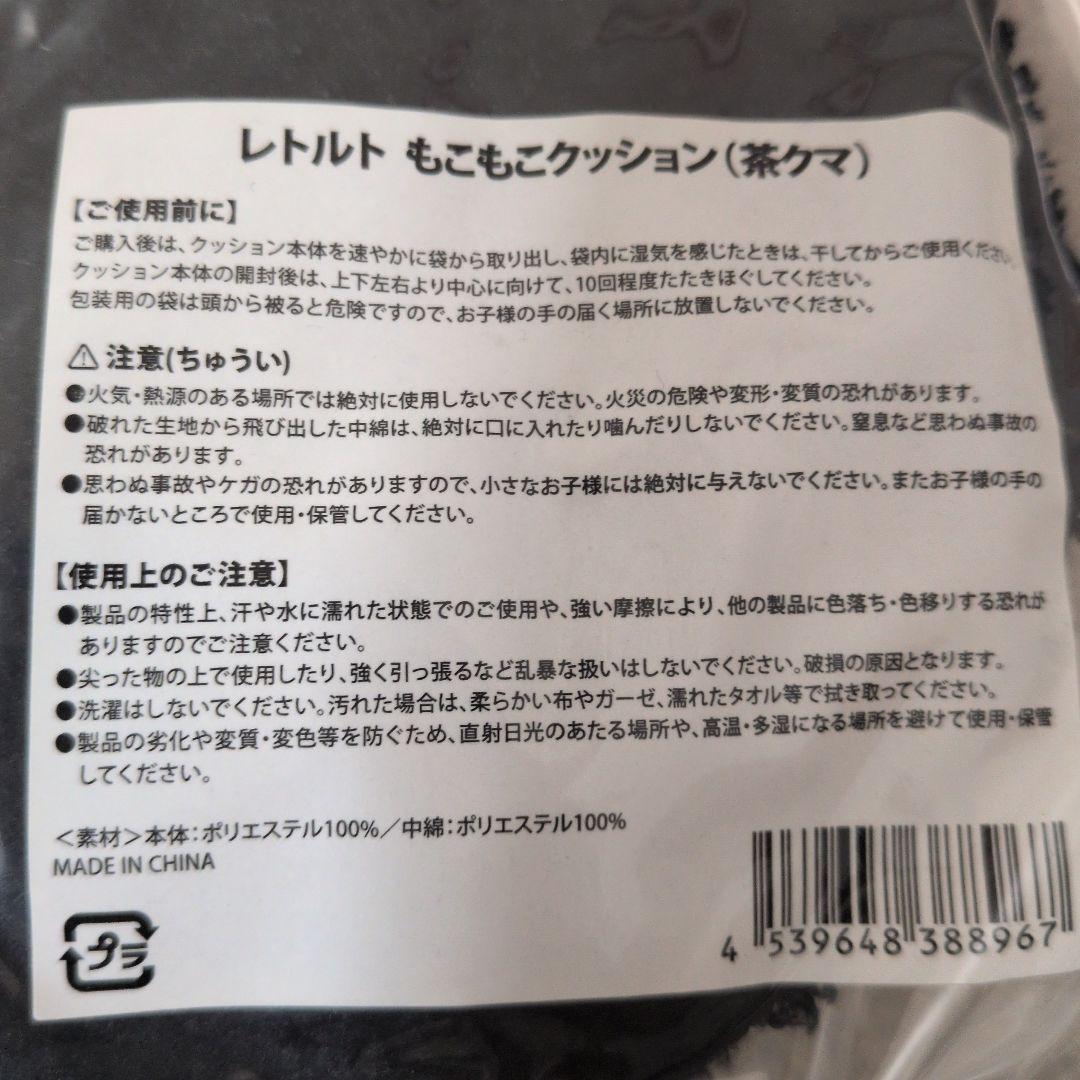 レトルト もこもこクッション(茶クマ)
【ご使用前に】
ご購入後は、クッション本体を速やかに袋から取り出し、袋内に湿気を感じたときは、干してからご使用ください。
クッション本体の開封後は、上下左右より中心に向けて、10回程度たたきほぐしてください。
包装用の袋は頭から被ると危険ですので、お子様の手の届く場所に放置しないでください。
⚠ 注意(ちゅうい)
●火気・熱源のある場所では絶対に使用しないでください。火災の危険や変形・変質の恐れがあります。
●破れた生地から飛び出した中綿は、絶対に口に入れたり噛んだりしないでください。窒息など思わぬ事故の
恐れがあります。
●思わぬ事故やケガの恐れがありますので、小さなお子様には絶対に与えないでください。またお子様の手の
届かないところで使用・保管してください。
【使用上のご注意】
●製品の特性上、汗や水に濡れた状態でのご使用や、強い摩擦により、他の製品に色落ち・色移りする恐れが
ありますのでご注意ください。
●尖った物の上で使用したり、強く引っ張るなど乱暴な扱いはしないでください。破損の原因となります。
●洗濯はしないでください。汚れた場合は、柔らかい布やガーゼ、濡れたタオル等で拭き取ってください。
●製品の劣化や変質・変色等を防ぐため、直射日光のあたる場所や、高温・多湿になる場所を避けて使用・保管
してください。
＜素材＞本体：ポリエステル100%／中綿：ポリエステル100%
MADE IN CHINA
プラ
4 539648 388967